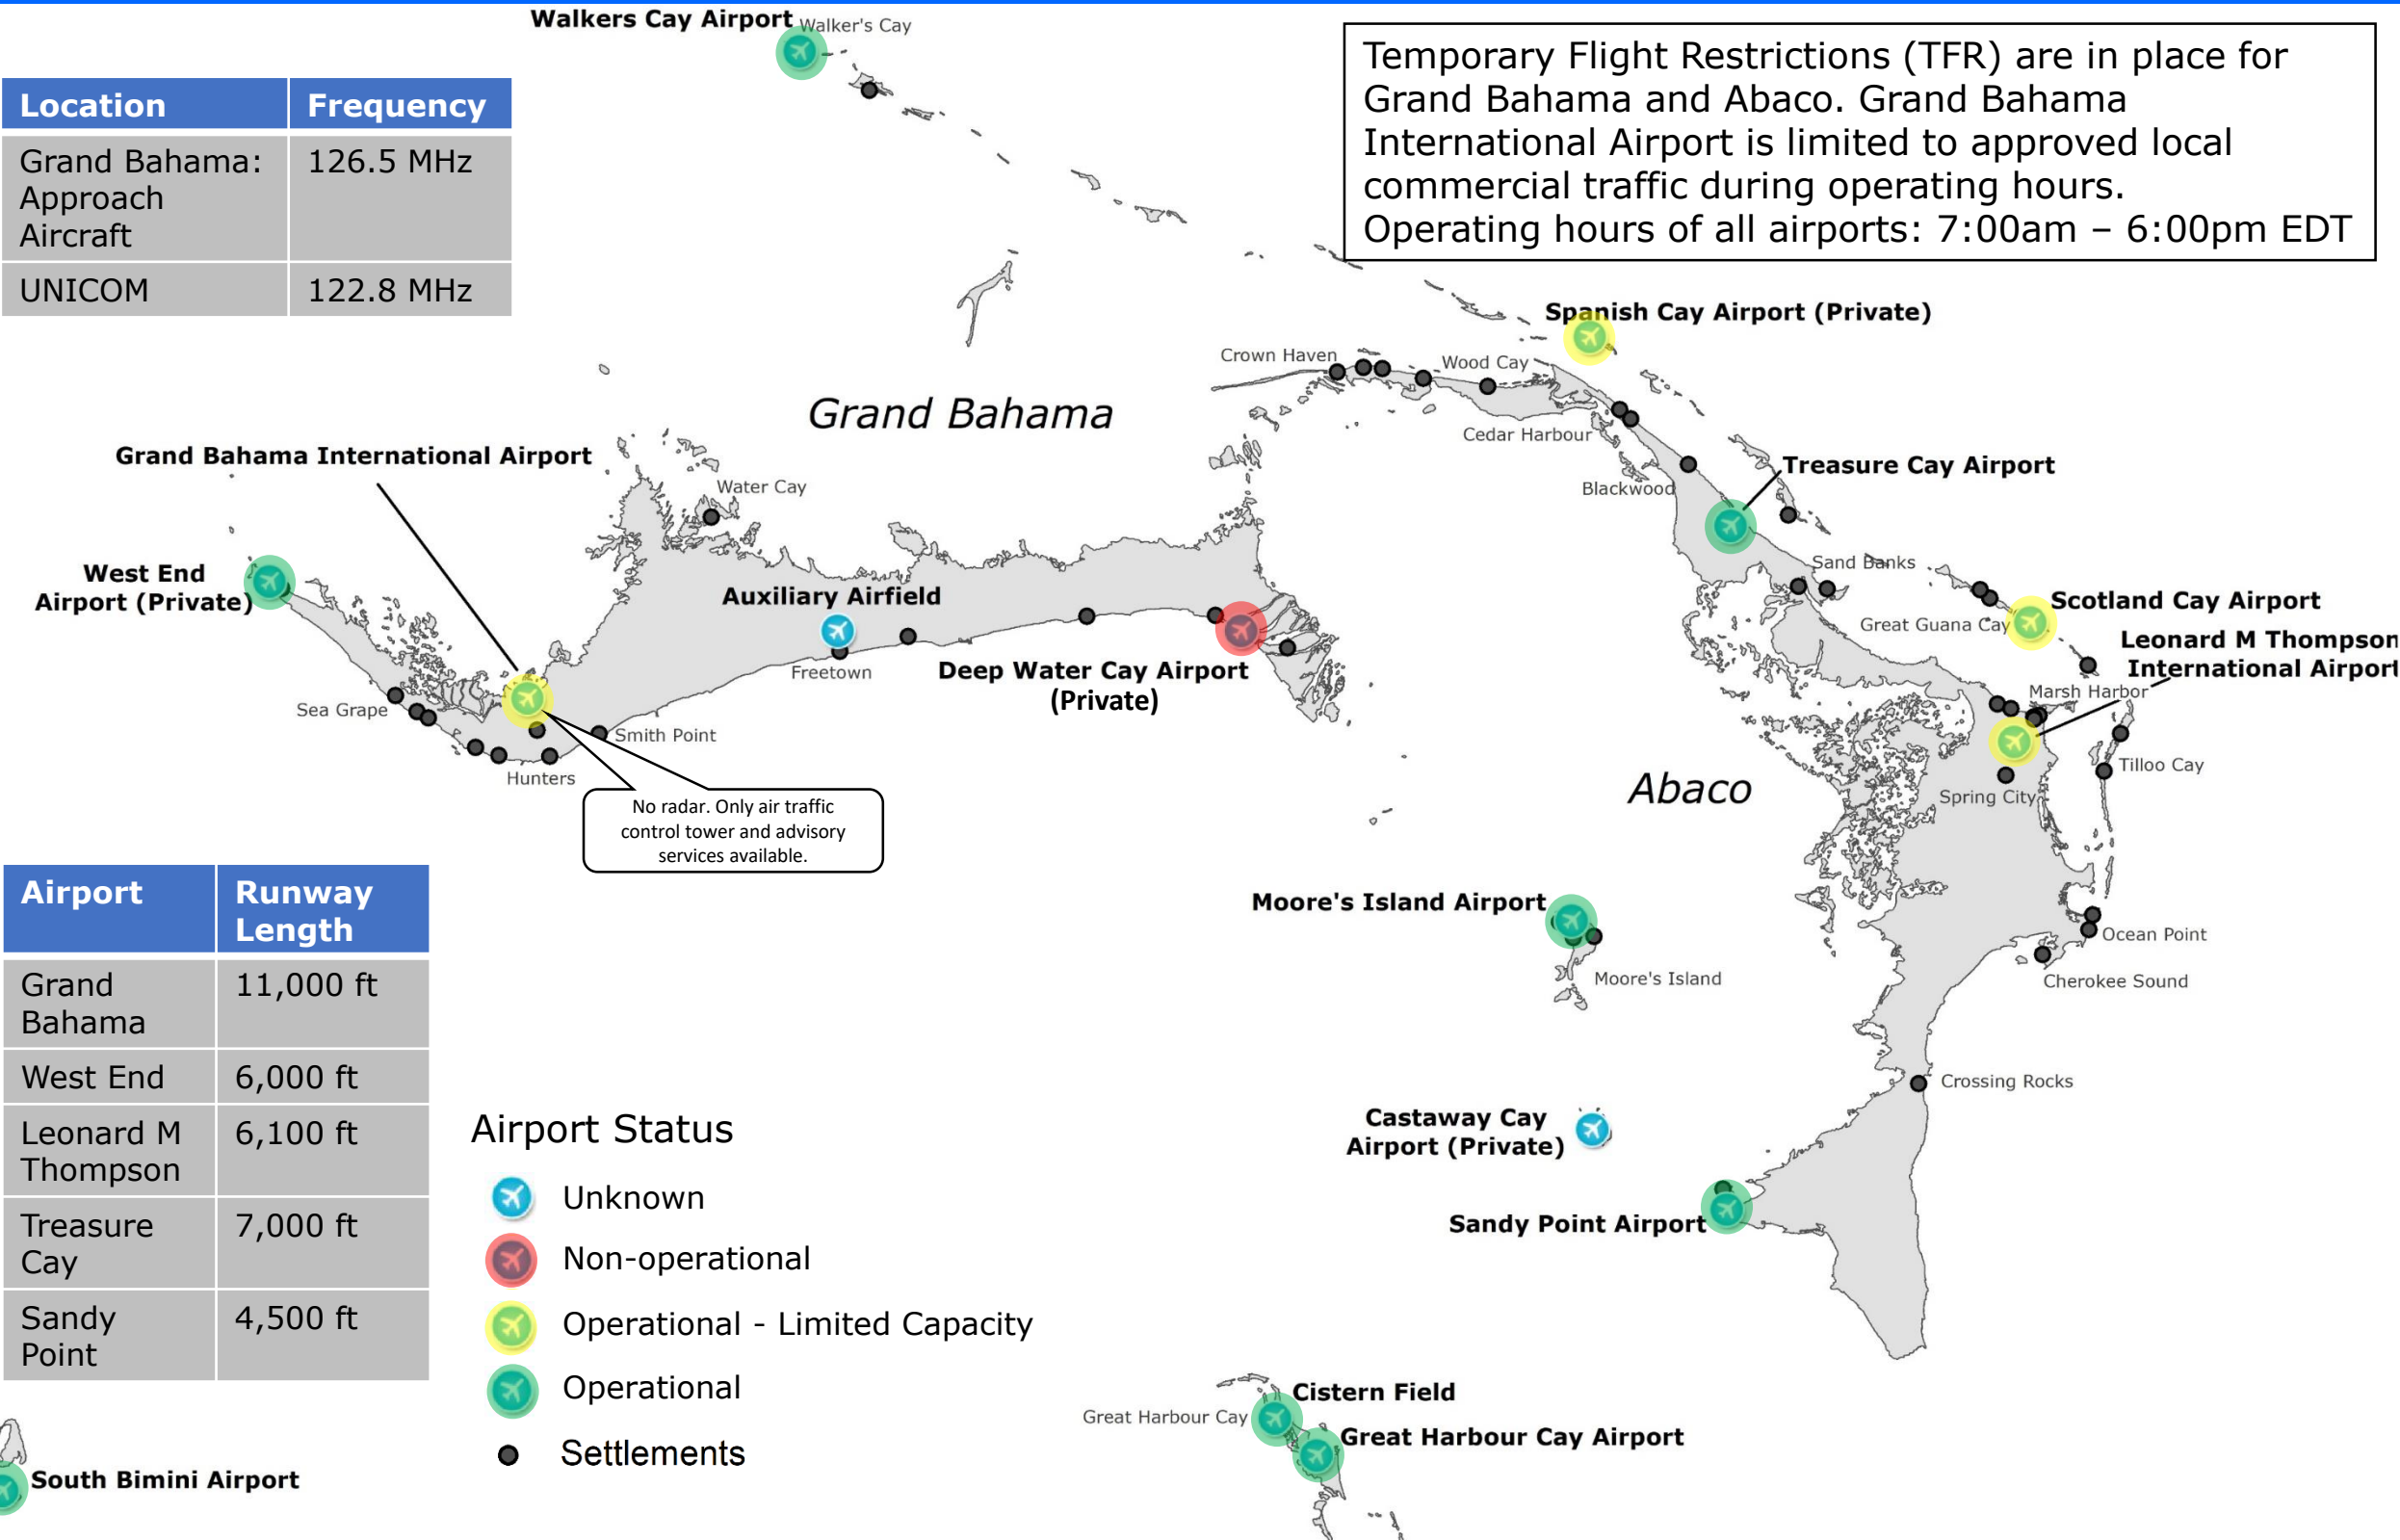 Walkers Cay Airport
Walker's Cay
Location Frequency
Grand Bahama: 126.5 MHz
Approach
Aircraft
UNICOM 122.8 MHz
Temporary Flight Restrictions (TFR) are in place for
Grand Bahama and Abaco. Grand Bahama
International Airport is limited to approved local
commercial traffic during operating hours.
Operating hours of all airports: 7:00am – 6:00pm EDT
Spanish Cay Airport (Private)
Crown Haven
Wood Cay
Grand Bahama
Cedar Harbour
Grand Bahama International Airport
Treasure Cay Airport
Water Cay
Blackwood
Sand Banks
West End
Airport (Private)
Auxiliary Airfield
Scotland Cay Airport
Great Guana Cay
Leonard M Thompson
International Airport
Freetown
Deep Water Cay Airport
(Private)
Marsh Harbor
Sea Grape
Smith Point
Hunters
Tilloo Cay
Abaco
Spring City
No radar. Only air traffic
control tower and advisory
services available.
Airport Runway
Length
Grand 11,000 ft
Bahama
West End 6,000 ft
Leonard M 6,100 ft
Thompson
Treasure 7,000 ft
Cay
Sandy 4,500 ft
Point
Moore's Island Airport
Ocean Point
Moore's Island
Cherokee Sound
Crossing Rocks
Castaway Cay
Airport (Private)
Sandy Point Airport
Airport Status
Unknown
Non-operational
Operational - Limited Capacity
Operational
Settlements
Cistern Field
Great Harbour Cay
Great Harbour Cay Airport
South Bimini Airport